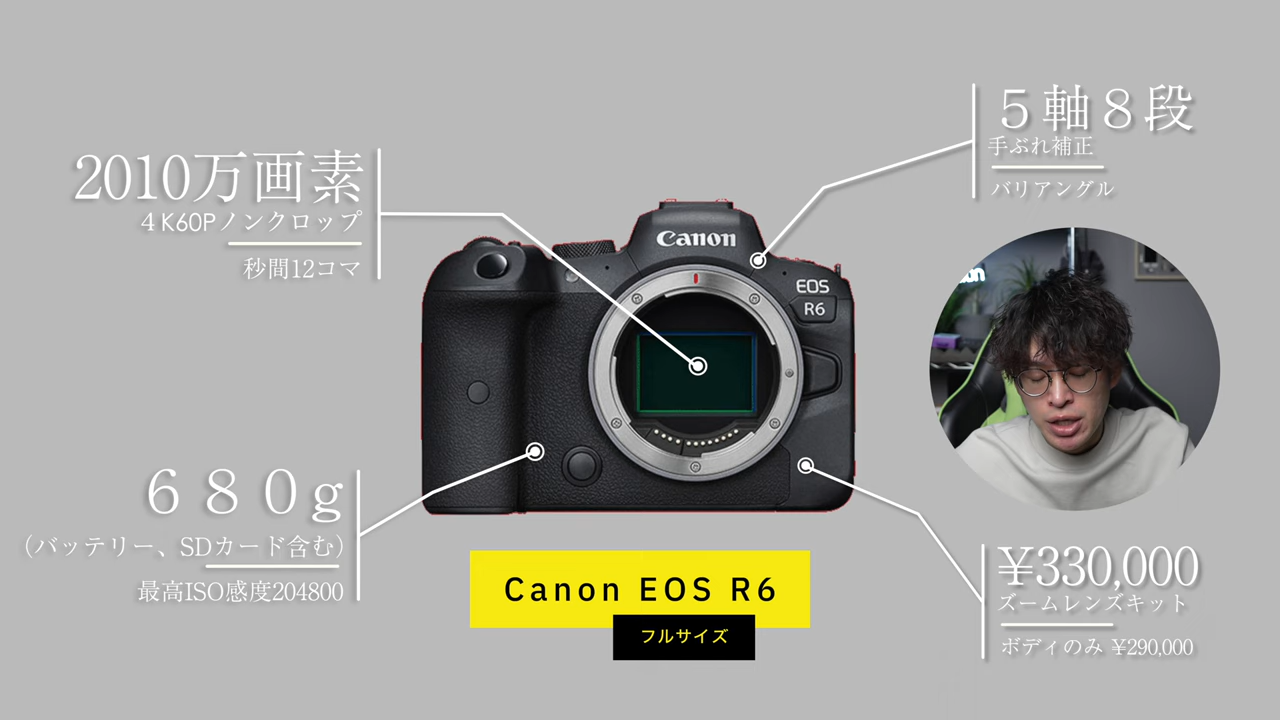 2010万画素
4K60Pノンクロップ
秒間12コマ
5軸8段
手ぶれ補正
バリアングル
Canon
EOS
R6
680g
（バッテリー、SDカード含む）
最高ISO感度204800
¥330,000
ズームレンズキット
ボディのみ ¥290,000
Canon EOS R6
フルサイズ